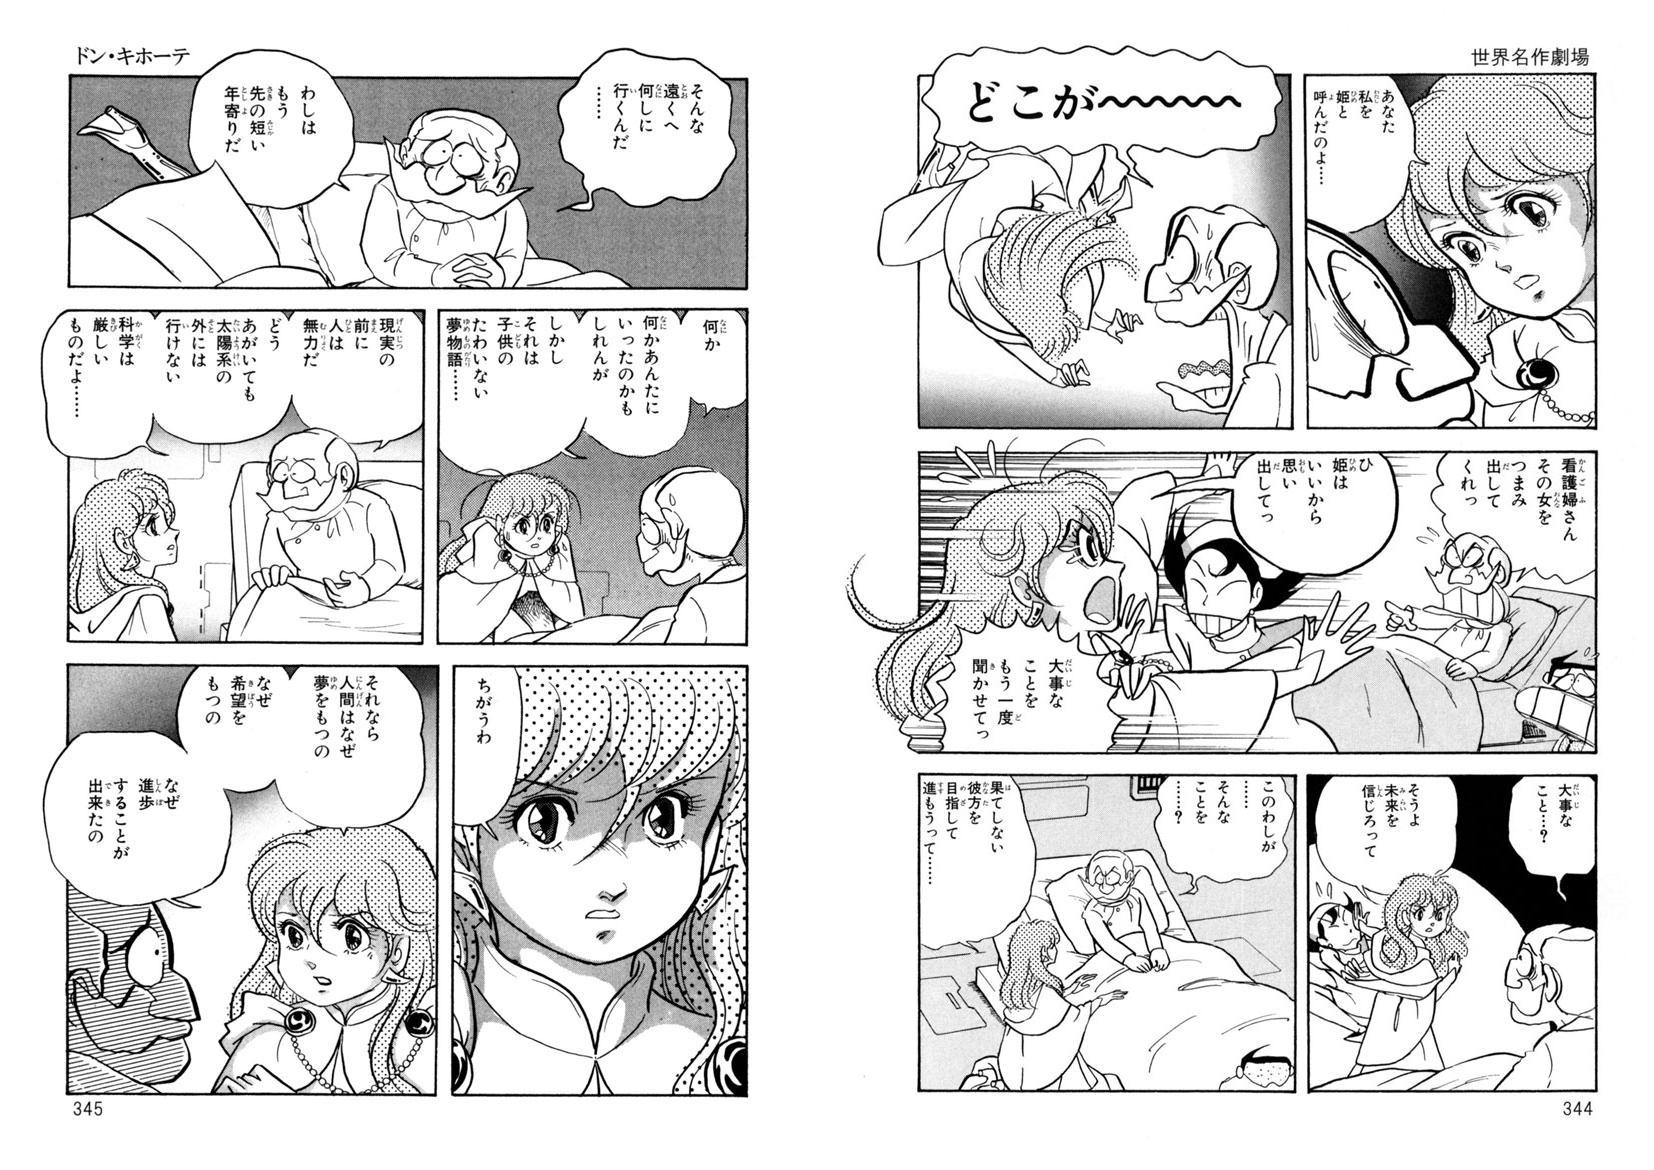 世界名作劇場
あなた
私を
姫と
呼んだのよ……
どこが〜〜〜〜〜〜
看護婦さん
その女を
つまみ
出して
くれっ
ひ
姫は
いいから
思い
出してっ
大事な
ことを
もう一度
聞かせてっ
大事な
こと…?
そうよ
未来を
信じろって
このわしが
……
そんな
ことを
……?
果てしない
彼方を
目指して
進もうって……
344
ドン・キホーテ
そんな
遠くへ
何しに
行くんだ
……
わしは
もう
先の短い
年寄りだ
何か
何かあんたに
いったのかも
しれんが
しかし
それは
子供の
たわいない
夢物語……
現実の
前に
人は
無力だ
どう
あがいても
太陽系の
外には
行けない
科学は
厳しい
ものだよ……
ちがうわ
それなら
人間はなぜ
夢をもつの
なぜ
希望を
もつの
なぜ
進歩
することが
出来たの
345